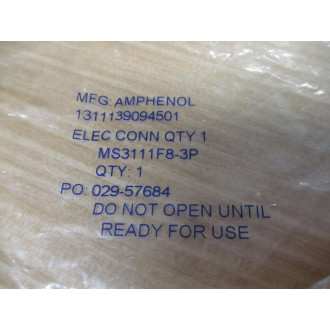 MFG: AMPHENOL
1311139094501
ELEC CONN QTY 1
MS3111F8-3P
QTY: 1
PO: 029-57684
DO NOT OPEN UNTIL
READY FOR USE